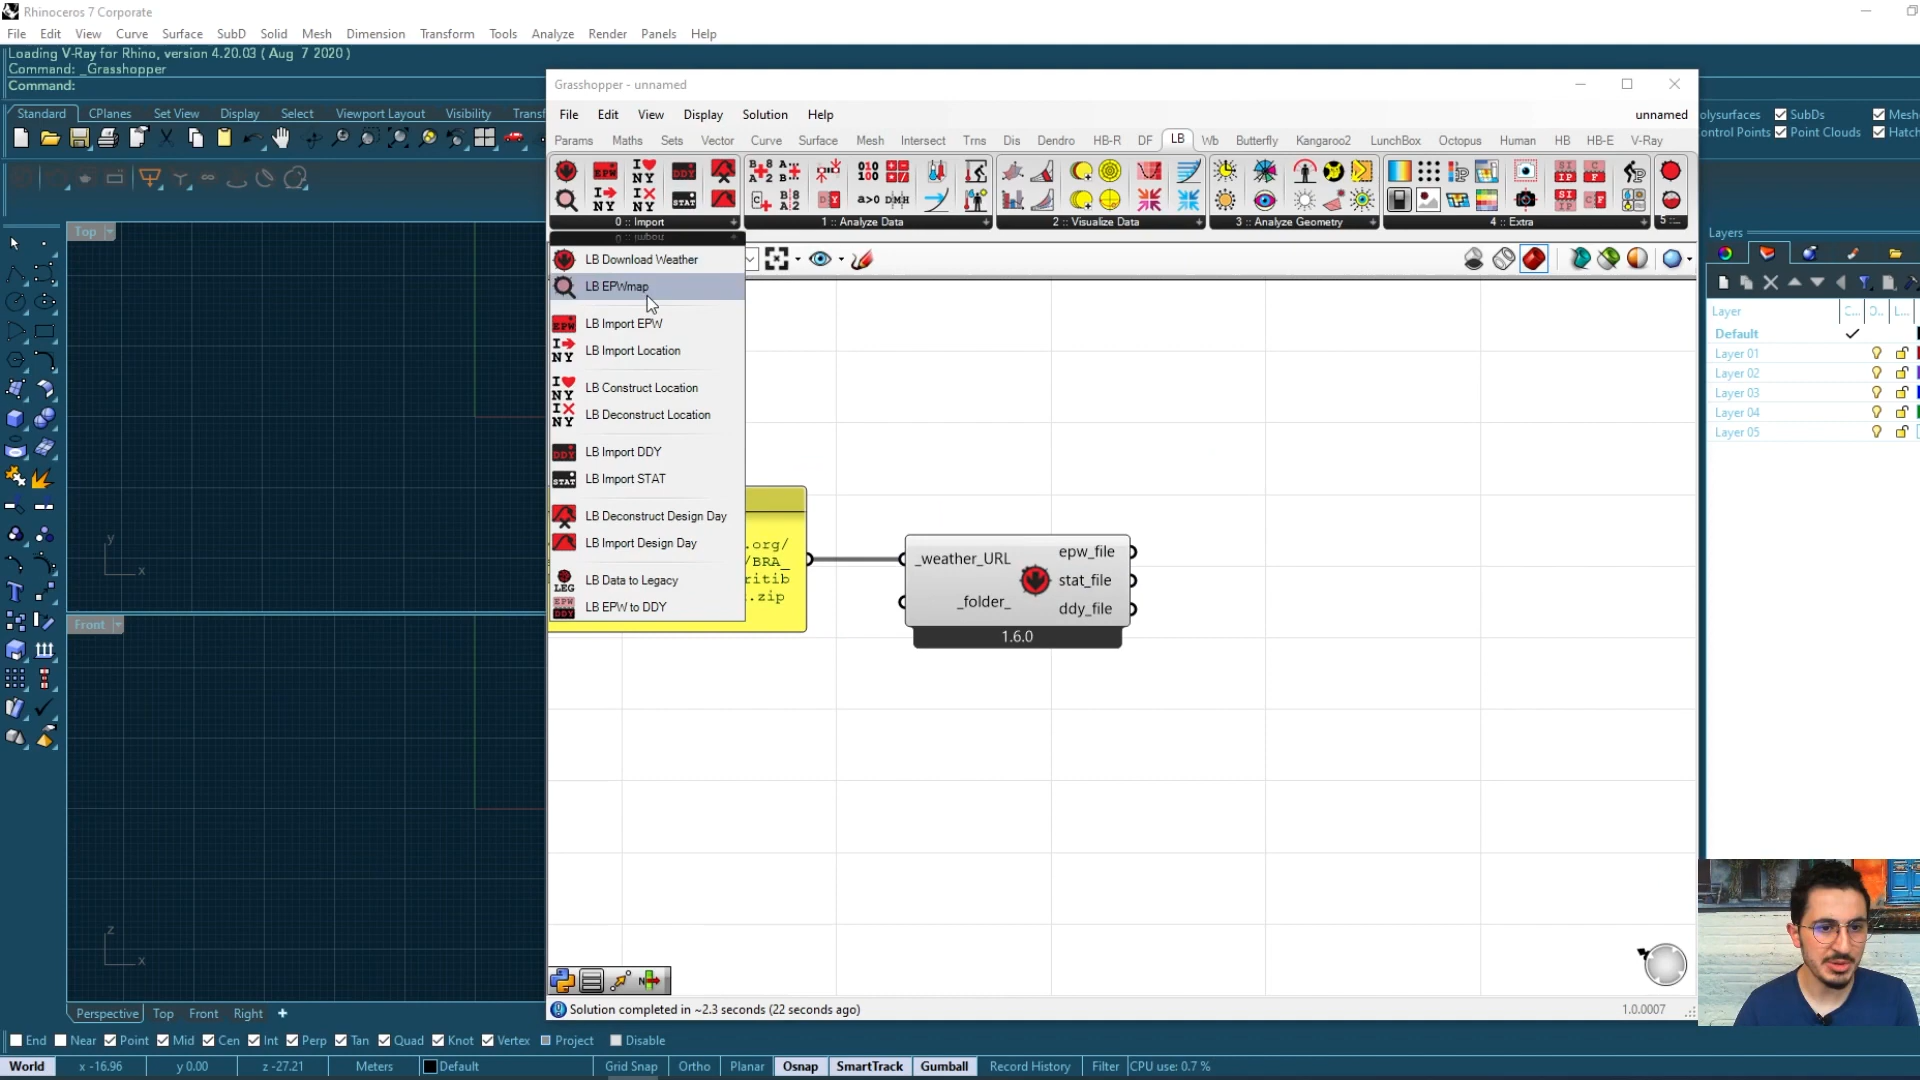 Rhinoceros 7 Corporate
File Edit View Curve Surface SubD Solid Mesh Dimension Transform Tools Analyze Render Panels Help
Loading V-Ray for Rhino, version 4.20.03 ( Aug 7 2020 )
Command: _Grasshopper
Command:
Standard CPlanes Set View Display Select Viewport Layout Visibility Transf
Grasshopper - unnamed
File Edit View Display Solution Help
unnamed
Params Maths Sets Vector Curve Surface Mesh Intersect Trns Dis Dendro HB-R DF LB Wb Butterfly Kangaroo2 LunchBox Octopus Human HB HB-E V-Ray
0 :: Import
1 :: Analyze Data
2 :: Visualize Data
3 :: Analyze Geometry
4 :: Extra
5 ::
olysurfaces SubDs Mesh
ontrol Points Point Clouds Hatch
Top
LB Download Weather
LB EPWmap
LB Import EPW
LB Import Location
LB Construct Location
LB Deconstruct Location
LB Import DDY
LB Import STAT
LB Deconstruct Design Day
LB Import Design Day
LB Data to Legacy
LB EPW to DDY
.org/
/BRA_
ritib
.zip
_weather_URL
_folder_
epw_file
stat_file
ddy_file
1.6.0
Layers
Layer
Default
Layer 01
Layer 02
Layer 03
Layer 04
Layer 05
y
x
Front
z
x
Solution completed in ~2.3 seconds (22 seconds ago)
1.0.0007
Perspective Top Front Right
End Near Point Mid Cen Int Perp Tan Quad Knot Vertex Project Disable
World x -16.96 y 0.00 z -27.21 Meters Default Grid Snap Ortho Planar Osnap SmartTrack Gumball Record History Filter CPU use: 0.7 %